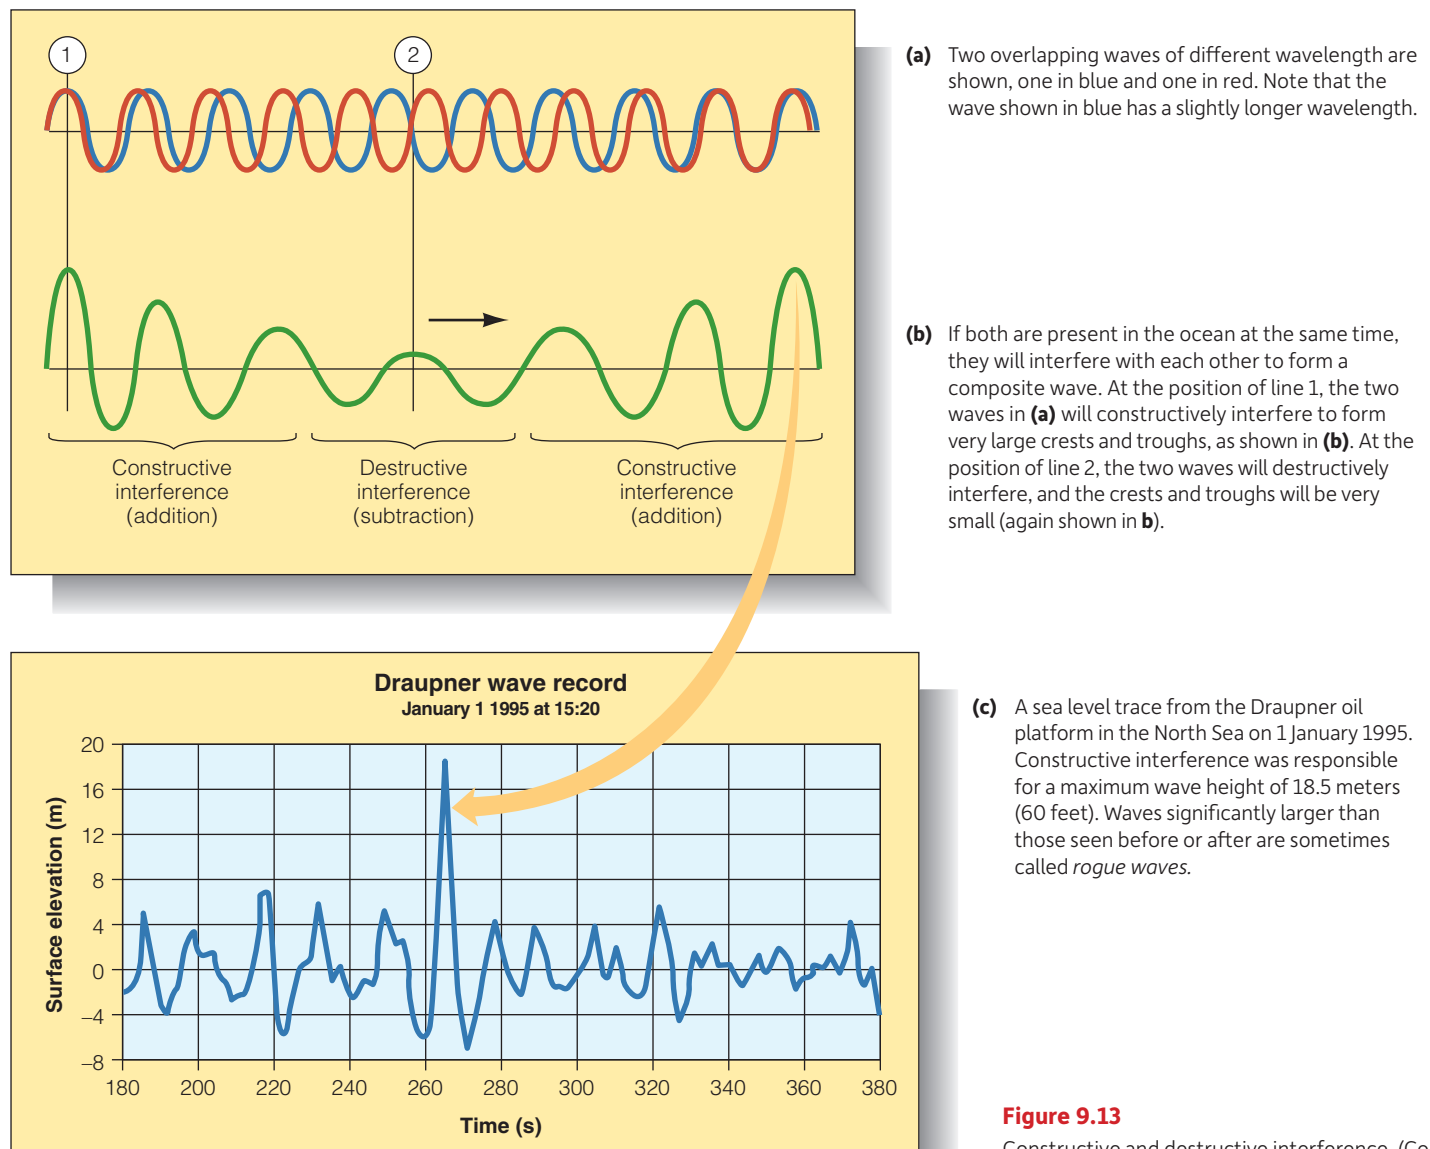 1
2
Constructive
interference
(addition)
Destructive
interference
(subtraction)
Constructive
interference
(addition)
(a) Two overlapping waves of different wavelength are
shown, one in blue and one in red. Note that the
wave shown in blue has a slightly longer wavelength.
(b) If both are present in the ocean at the same time,
they will interfere with each other to form a
composite wave. At the position of line 1, the two
waves in (a) will constructively interfere to form
very large crests and troughs, as shown in (b). At the
position of line 2, the two waves will destructively
interfere, and the crests and troughs will be very
small (again shown in b).
Draupner wave record
January 1 1995 at 15:20
Surface elevation (m)
20
16
12
8
4
0
–4
–8
180 200 220 240 260 280 300 320 340 360 380
Time (s)
(c) A sea level trace from the Draupner oil
platform in the North Sea on 1 January 1995.
Constructive interference was responsible
for a maximum wave height of 18.5 meters
(60 feet). Waves significantly larger than
those seen before or after are sometimes
called rogue waves.
Figure 9.13
Constructive and destructive interference. (Co